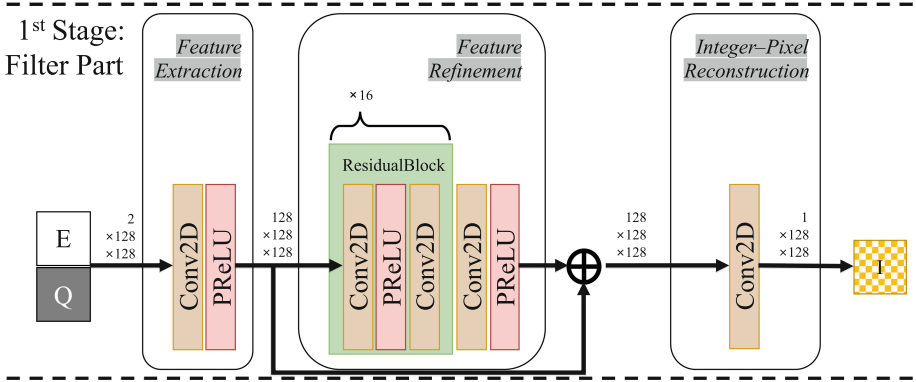 1st Stage:
Filter Part
Feature
Extraction
Feature
Refinement
Integer–Pixel
Reconstruction
×16
ResidualBlock
E
Q
2
×128
×128
Conv2D
PReLU
128
×128
×128
Conv2D
PReLU
Conv2D
Conv2D
PReLU
128
×128
×128
Conv2D
1
×128
×128
I